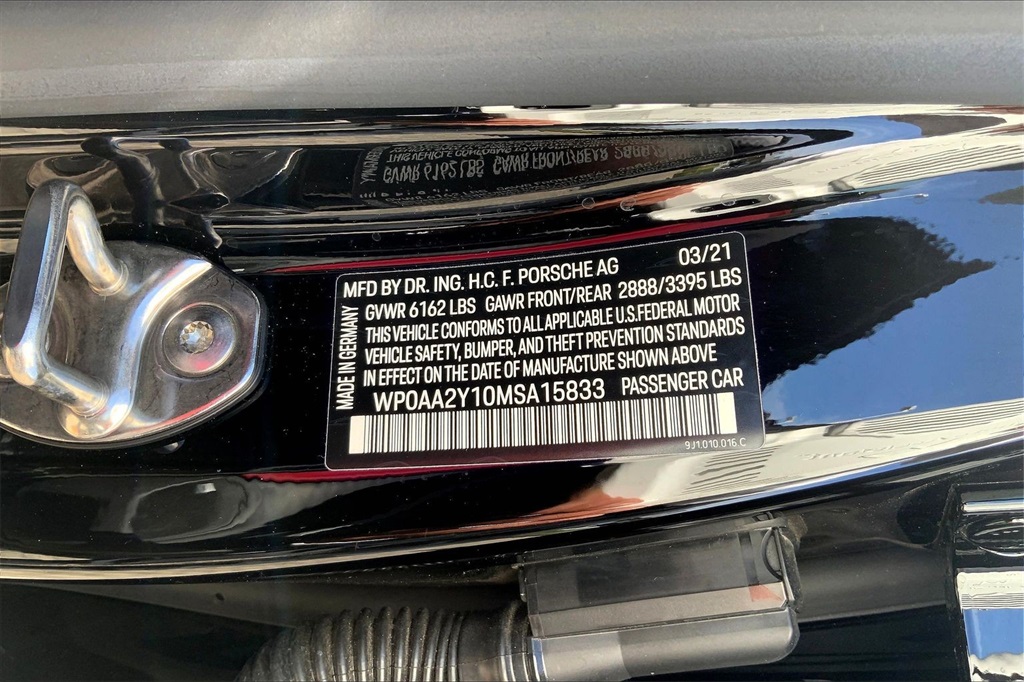 MFD BY DR. ING. H.C. F. PORSCHE AG 03/21
GVWR 6162 LBS GAWR FRONT/REAR 2888/3395 LBS
THIS VEHICLE CONFORMS TO ALL APPLICABLE U.S. FEDERAL MOTOR
VEHICLE SAFETY, BUMPER, AND THEFT PREVENTION STANDARDS
IN EFFECT ON THE DATE OF MANUFACTURE SHOWN ABOVE
WP0AA2Y10MSA15833 PASSENGER CAR
9J1.010.016 C
MADE IN GERMANY